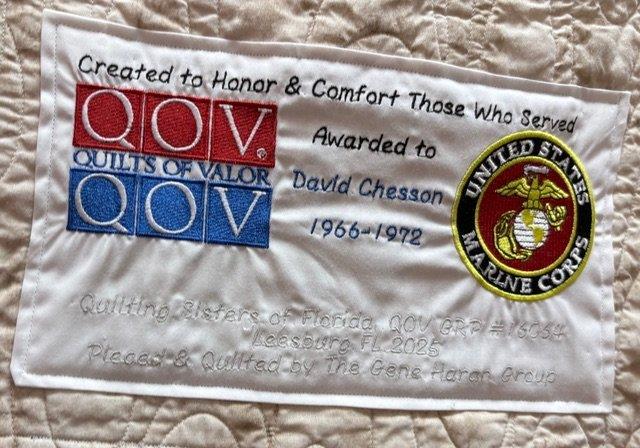 Created to Honor & Comfort Those Who Served
QOV®
QUILTS OF VALOR
QOV
Awarded to
David Chesson
1966-1972
UNITED STATES
MARINE CORPS
Quilting Sisters of Florida QOV GRP #16064
Leesburg FL 2025
Pieced & Quilted by The Gene Haran Group